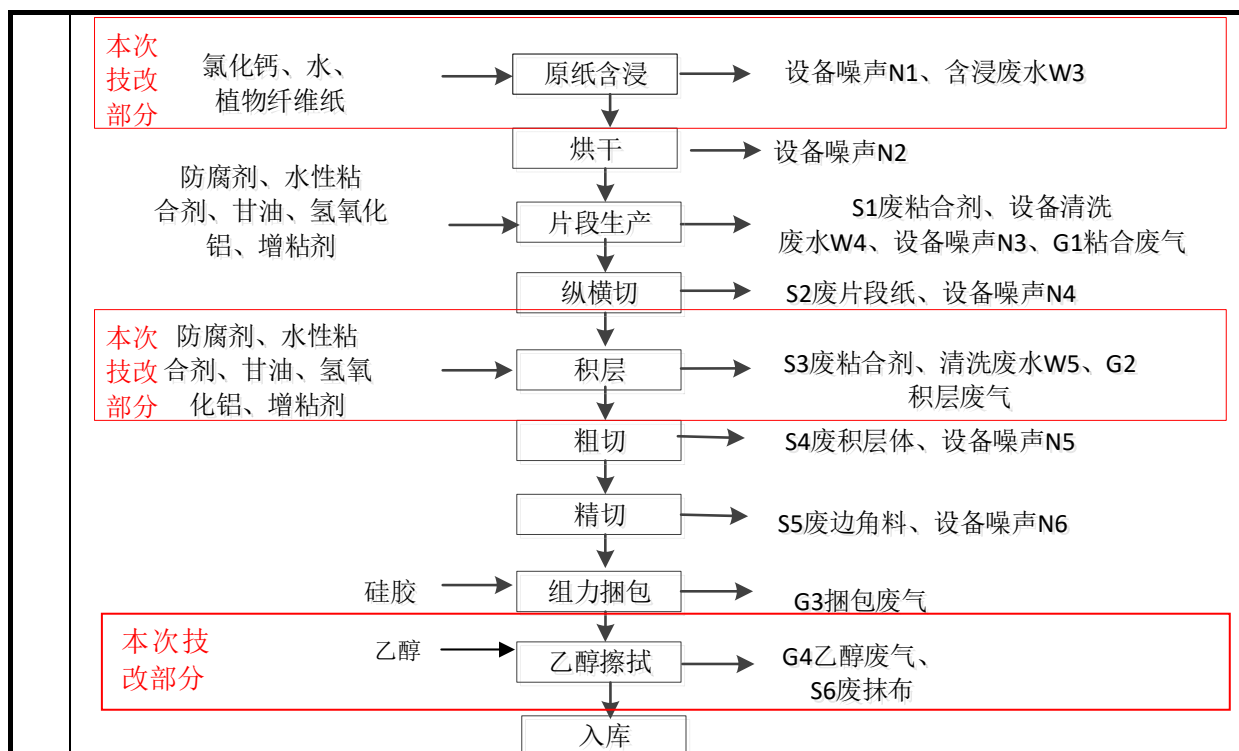 本次
技改
部分
氯化钙、水、
植物纤维纸
原纸含浸
设备噪声N1、含浸废水W3
烘干
设备噪声N2
防腐剂、水性粘
合剂、甘油、氢氧化
铝、增粘剂
片段生产
S1废粘合剂、设备清洗
废水W4、设备噪声N3、G1粘合废气
纵横切
S2废片段纸、设备噪声N4
本次
技改
部分
防腐剂、水性粘
合剂、甘油、氢氧
化铝、增粘剂
积层
S3废粘合剂、清洗废水W5、G2
积层废气
粗切
S4废积层体、设备噪声N5
精切
S5废边角料、设备噪声N6
硅胶
组力捆包
G3捆包废气
本次技
改部分
乙醇
乙醇擦拭
G4乙醇废气、
S6废抹布
入库